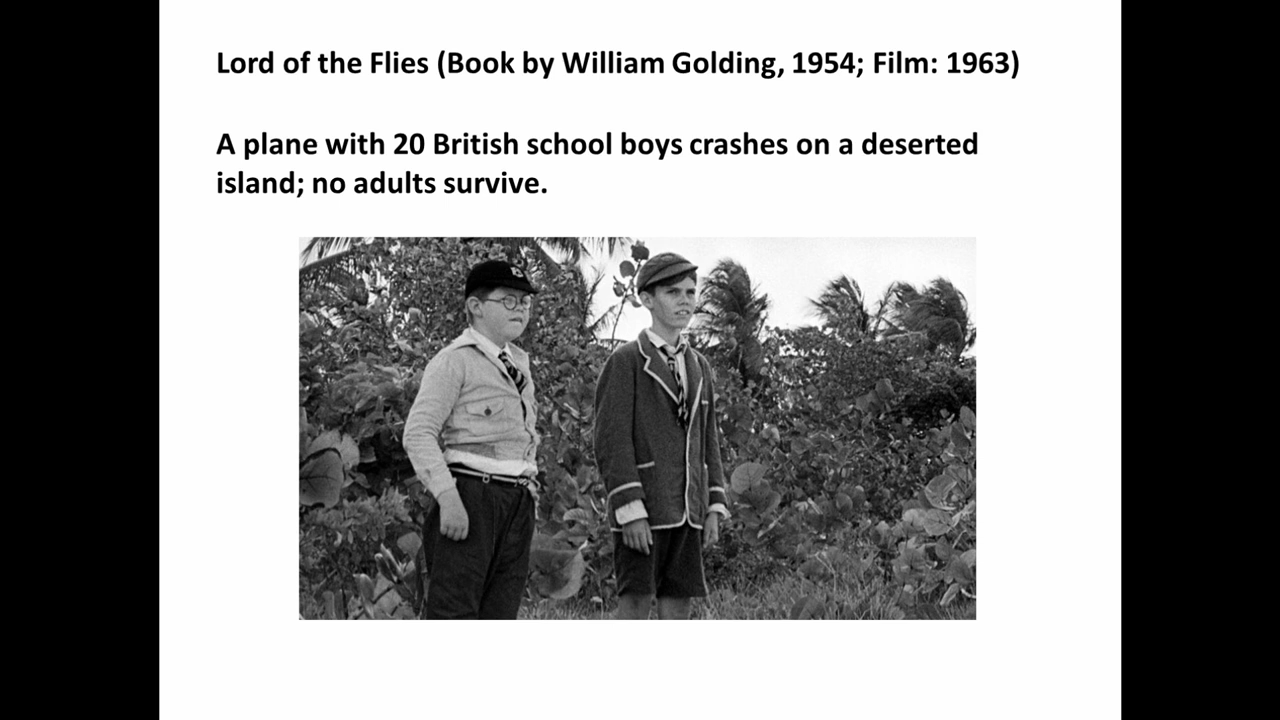 Lord of the Flies (Book by William Golding, 1954; Film: 1963)
A plane with 20 British school boys crashes on a deserted
island; no adults survive.